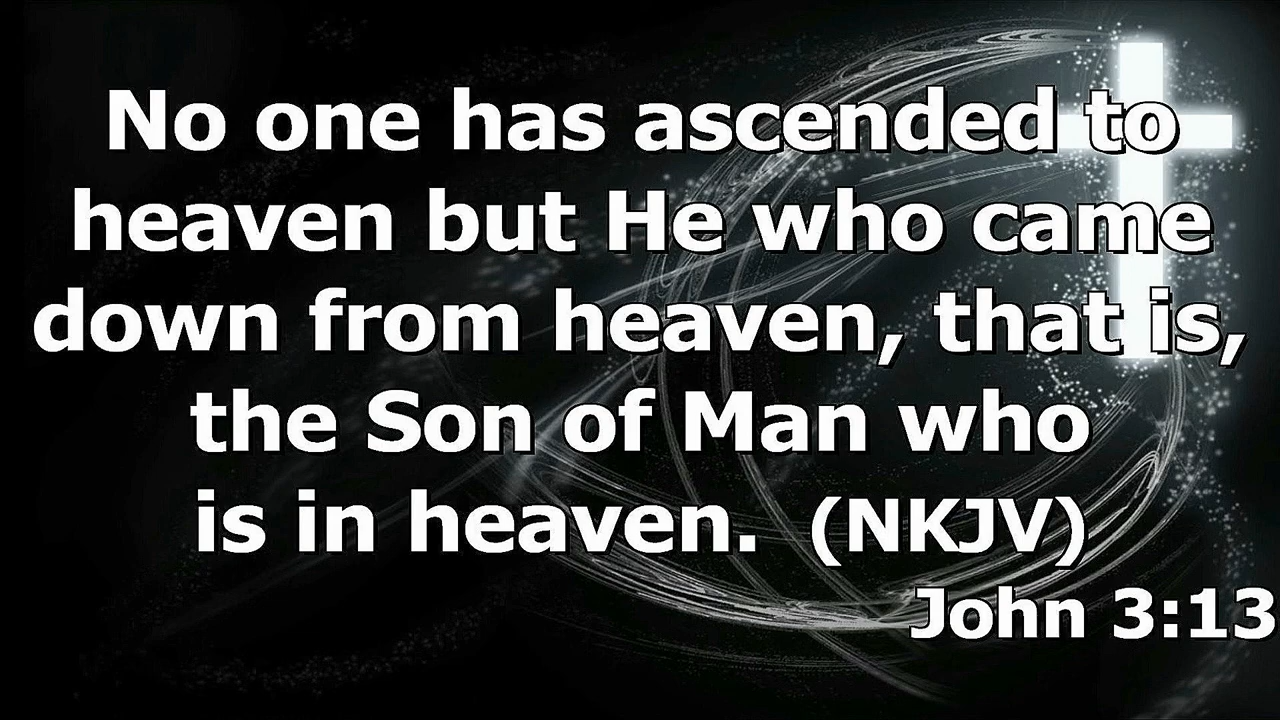 No one has ascended to
heaven but He who came
down from heaven, that is,
the Son of Man who
is in heaven. (NKJV)
John 3:13